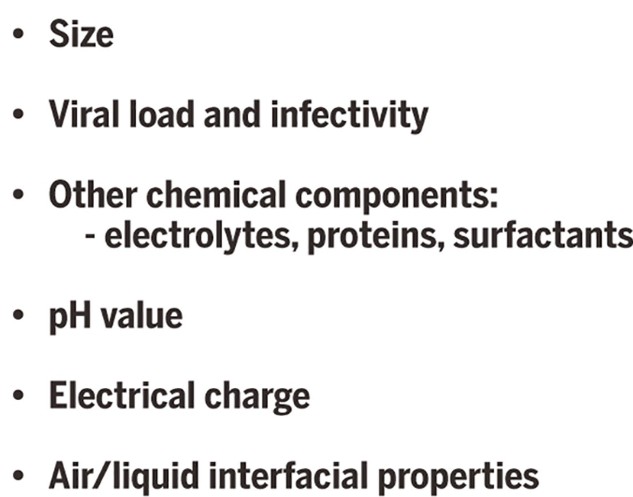 • Size
• Viral load and infectivity
• Other chemical components:
- electrolytes, proteins, surfactants
• pH value
• Electrical charge
• Air/liquid interfacial properties